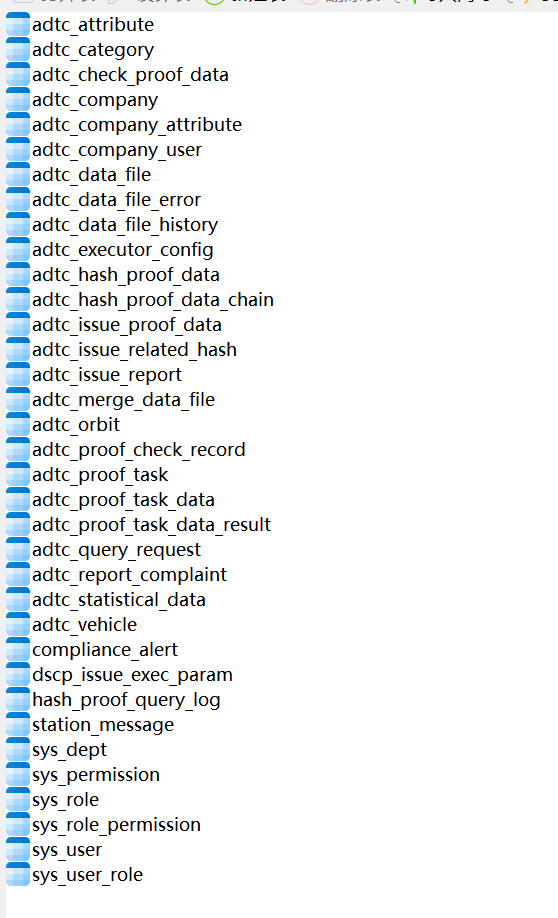 adtc_attribute
adtc_category
adtc_check_proof_data
adtc_company
adtc_company_attribute
adtc_company_user
adtc_data_file
adtc_data_file_error
adtc_data_file_history
adtc_executor_config
adtc_hash_proof_data
adtc_hash_proof_data_chain
adtc_issue_proof_data
adtc_issue_related_hash
adtc_issue_report
adtc_merge_data_file
adtc_orbit
adtc_proof_check_record
adtc_proof_task
adtc_proof_task_data
adtc_proof_task_data_result
adtc_query_request
adtc_report_complaint
adtc_statistical_data
adtc_vehicle
compliance_alert
dscp_issue_exec_param
hash_proof_query_log
station_message
sys_dept
sys_permission
sys_role
sys_role_permission
sys_user
sys_user_role